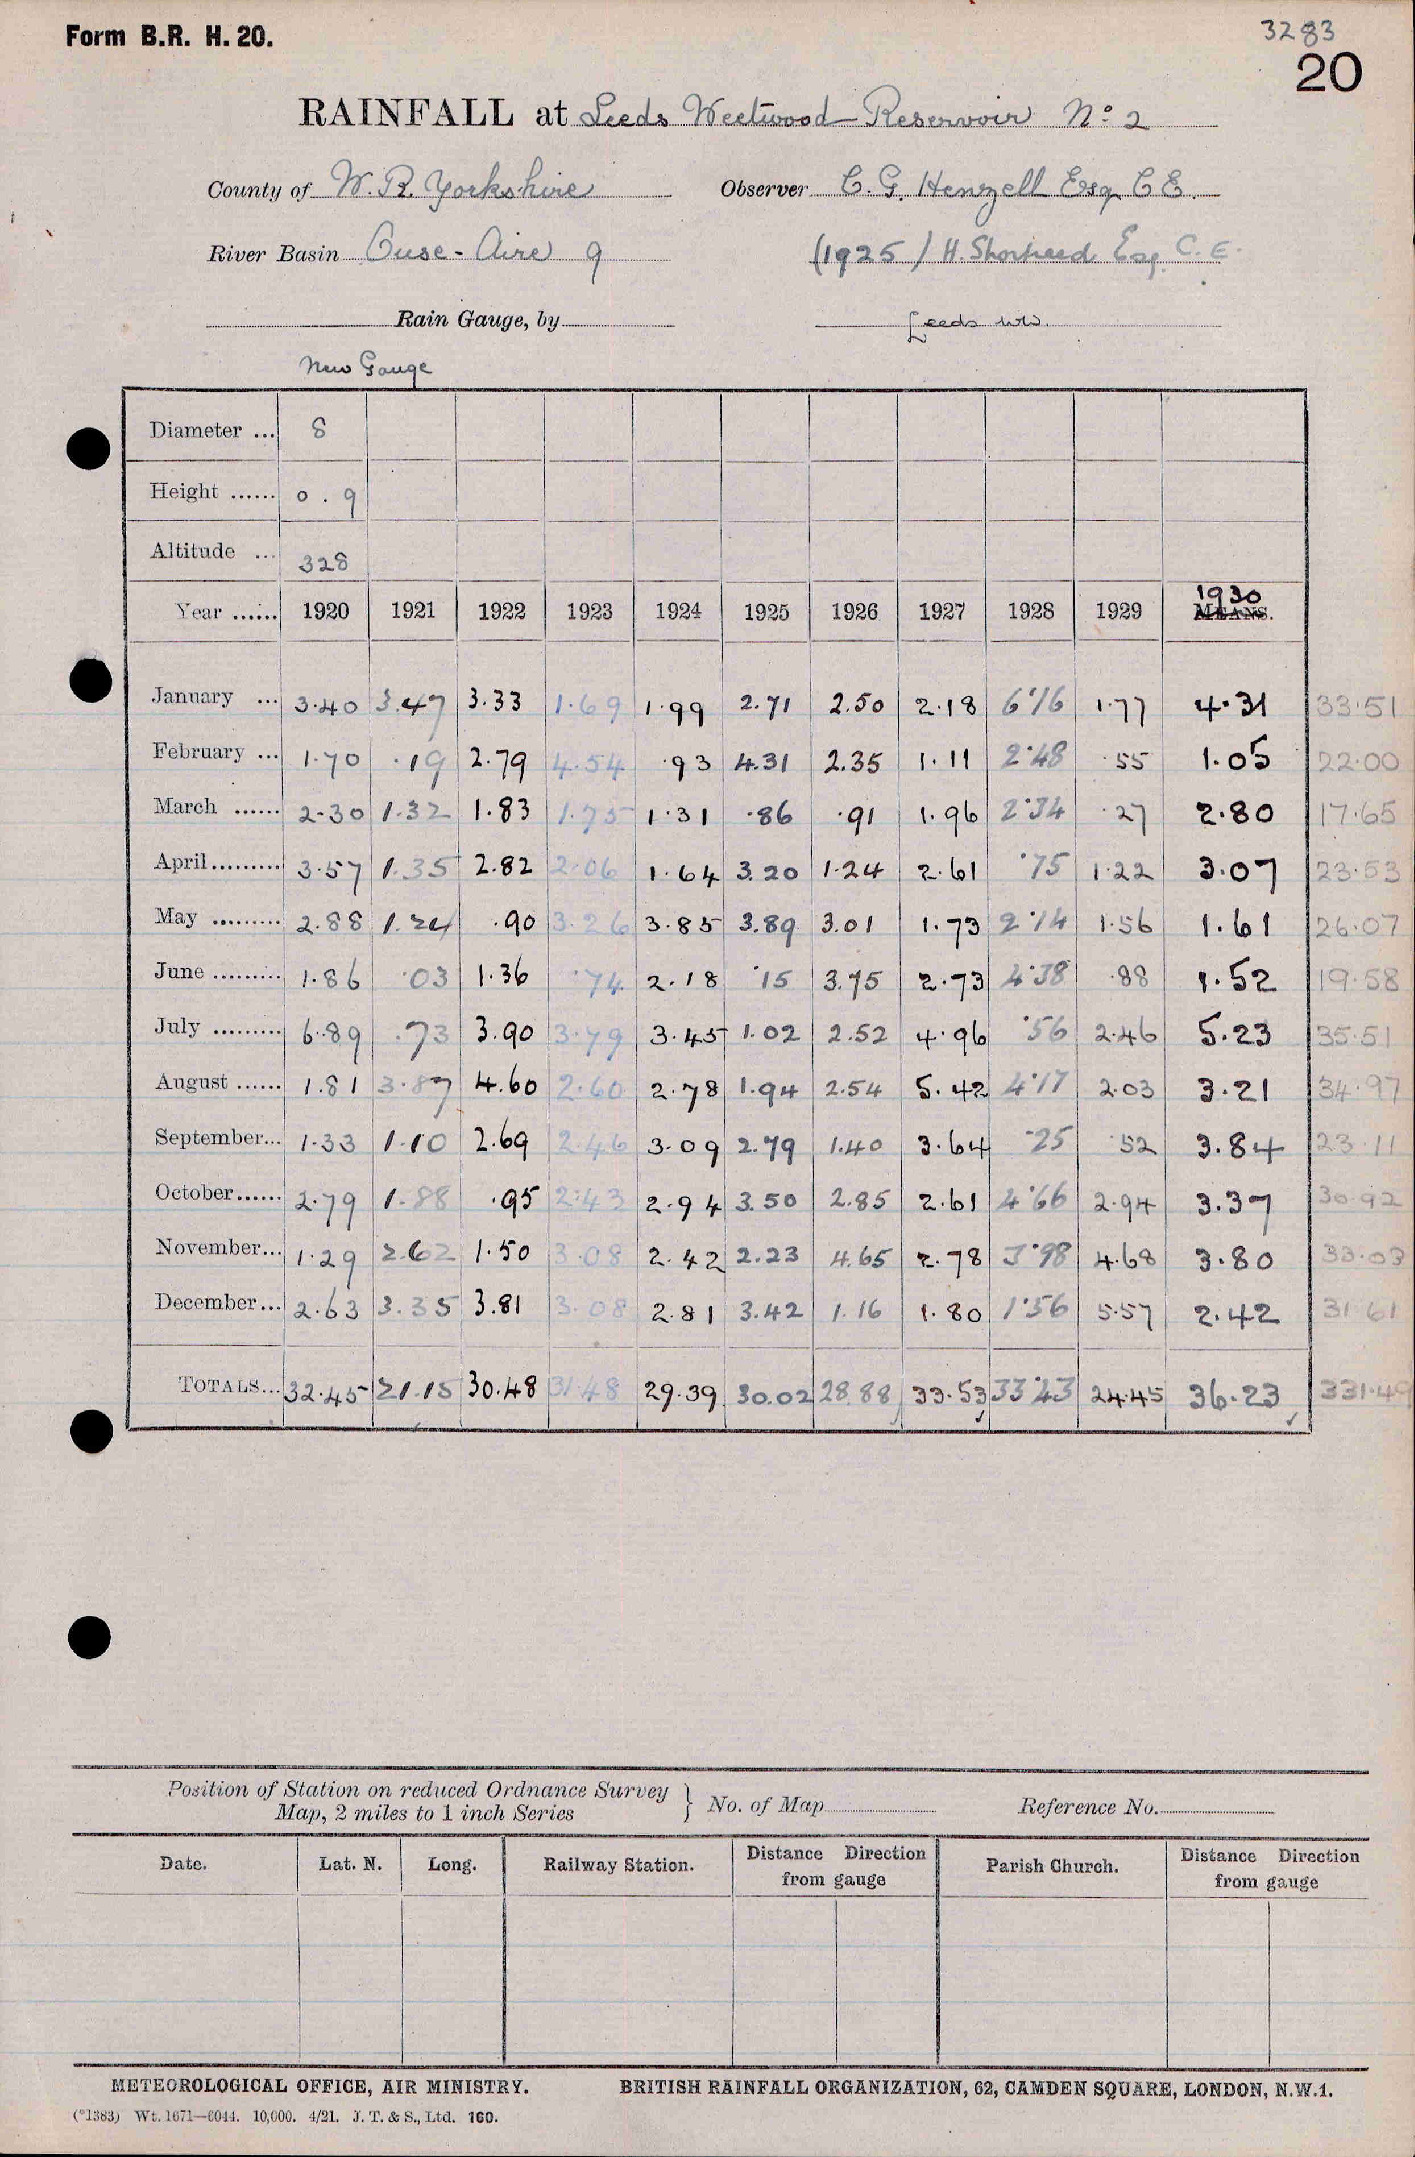 Form B.R. H. 20.
3283
20
RAINFALL at Leeds Weetwood Reservoir No. 2
County of W. R. Yorkshire Observer C. G. Henzell Esq C E.
River Basin Ouse - Aire 9 (1925) H. Shortreed Esq. C. E.
Rain Gauge, by Leeds WW.
New Gauge
Diameter ... 8
Height ...... 0 . 9
Altitude ... 328
Year ...... 1920 1921 1922 1923 1924 1925 1926 1927 1928 1929 1930 MEANS.
January ... 3.40 3.47 3.33 1.69 1.99 2.71 2.50 2.18 6.16 1.77 4.31 33.51
February ... 1.70 .19 2.79 4.54 .93 4.31 2.35 1.11 2.48 .55 1.05 22.00
March ...... 2.30 1.32 1.83 1.75 1.31 .86 .91 1.96 2.34 .27 2.80 17.65
April ......... 3.57 1.35 2.82 2.06 1.64 3.20 1.24 2.61 .75 1.22 3.07 23.53
May ......... 2.88 1.24 .90 3.26 3.85 3.89 3.01 1.73 2.14 1.56 1.61 26.07
June ......... 1.86 .03 1.36 .74 2.18 .15 3.75 2.73 4.38 .88 1.52 19.58
July ......... 6.89 .73 3.90 3.79 3.45 1.02 2.52 4.96 .56 2.46 5.23 35.51
August ...... 1.81 3.87 4.60 2.60 2.78 1.94 2.54 5.42 4.17 2.03 3.21 34.97
September... 1.33 1.10 2.69 2.46 3.09 2.79 1.40 3.64 .25 .52 3.84 23.11
October...... 2.79 1.88 .95 2.43 2.94 3.50 2.85 2.61 4.66 2.94 3.37 30.92
November... 1.29 2.62 1.50 3.08 2.42 2.23 4.65 2.78 3.98 4.68 3.80 33.03
December... 2.63 3.35 3.81 3.08 2.81 3.42 1.16 1.80 1.56 5.57 2.42 31.61
TOTALS... 32.45 21.15 30.48 31.48 29.39 30.02 28.88 33.53 33.43 24.45 36.23 331.49
Position of Station on reduced Ordnance Survey
Map, 2 miles to 1 inch Series } No. of Map Reference No.
Date. Lat. N. Long. Railway Station. Distance Direction from gauge Parish Church. Distance Direction from gauge
METEOROLOGICAL OFFICE, AIR MINISTRY. BRITISH RAINFALL ORGANIZATION, 62, CAMDEN SQUARE, LONDON, N.W.1.
(*1383) Wt. 1671—6044. 10,000. 4/21. J. T. & S., Ltd. 160.